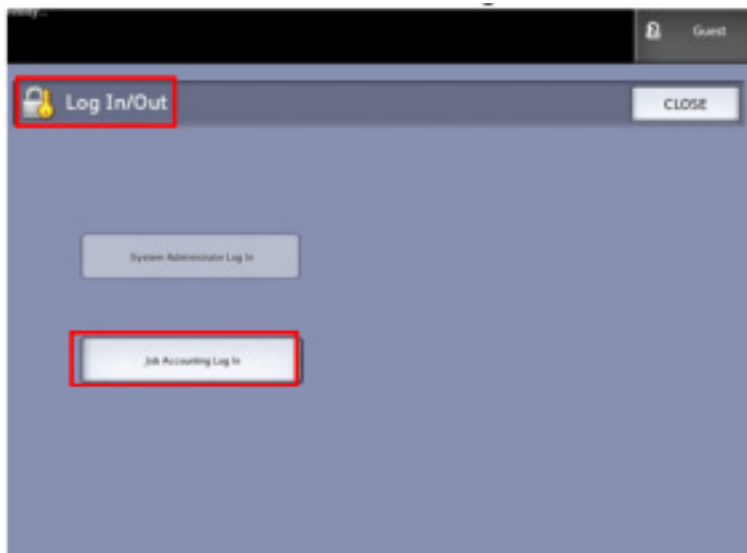 Guest
Log In/Out
CLOSE
System Administrator Log In
Job Accounting Log In